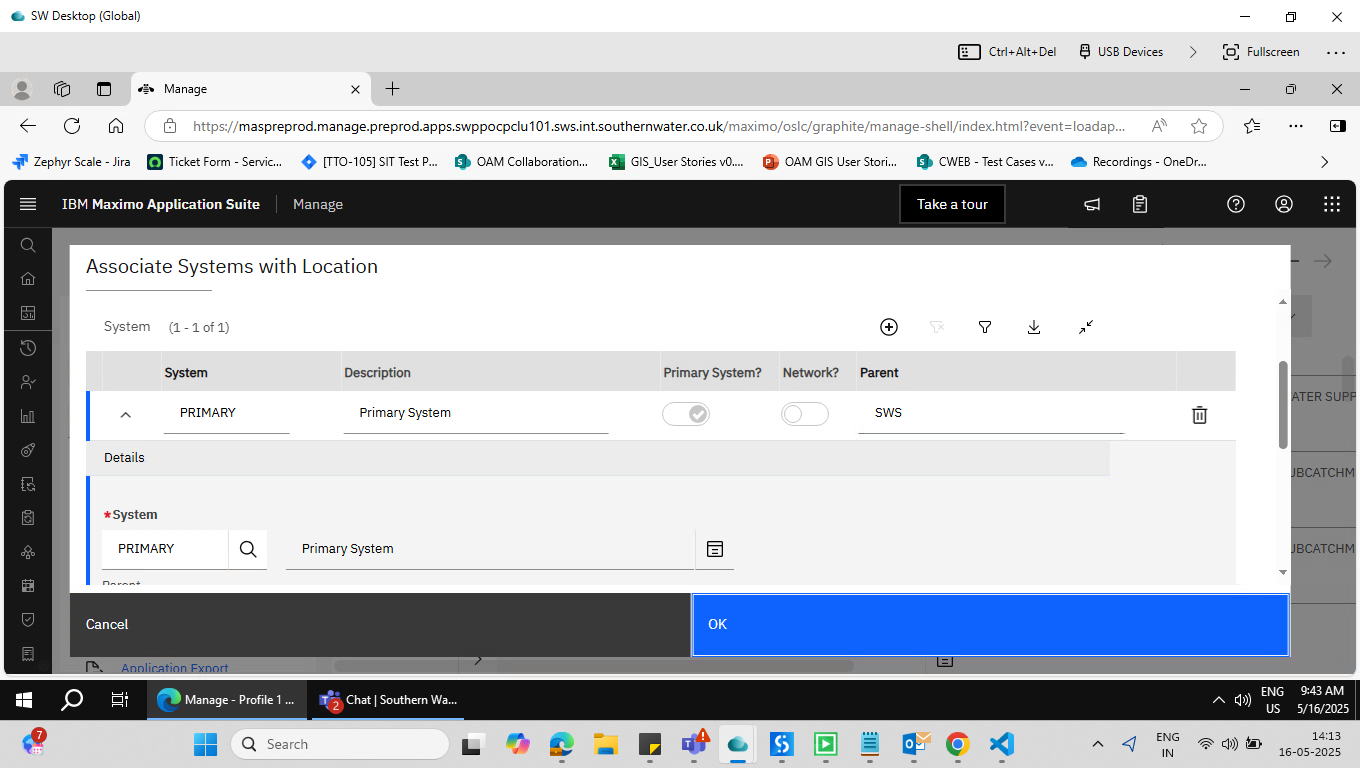 SW Desktop (Global)
Ctrl+Alt+Del
USB Devices
Fullscreen
Manage
https://maspreprod.manage.preprod.apps.swppocpclu101.sws.int.southernwater.co.uk/maximo/oslc/graphite/manage-shell/index.html?event=loadap...
Zephyr Scale - Jira
Ticket Form - Servic...
[TTO-105] SIT Test P...
OAM Collaboration...
GIS_User Stories v0....
OAM GIS User Stori...
CWEB - Test Cases v...
Recordings - OneDr...
IBM Maximo Application Suite
Manage
Take a tour
Associate Systems with Location
System (1 - 1 of 1)
System
Description
Primary System?
Network?
Parent
PRIMARY
Primary System
SWS
ATER SUPP
Details
UBCATCHM
*System
PRIMARY
Primary System
UBCATCHM
Parent
Cancel
OK
Application Export
Manage - Profile 1 ...
2
Chat | Southern Wa...
ENG
US
9:43 AM
5/16/2025
7
Search
ENG
IN
14:13
16-05-2025